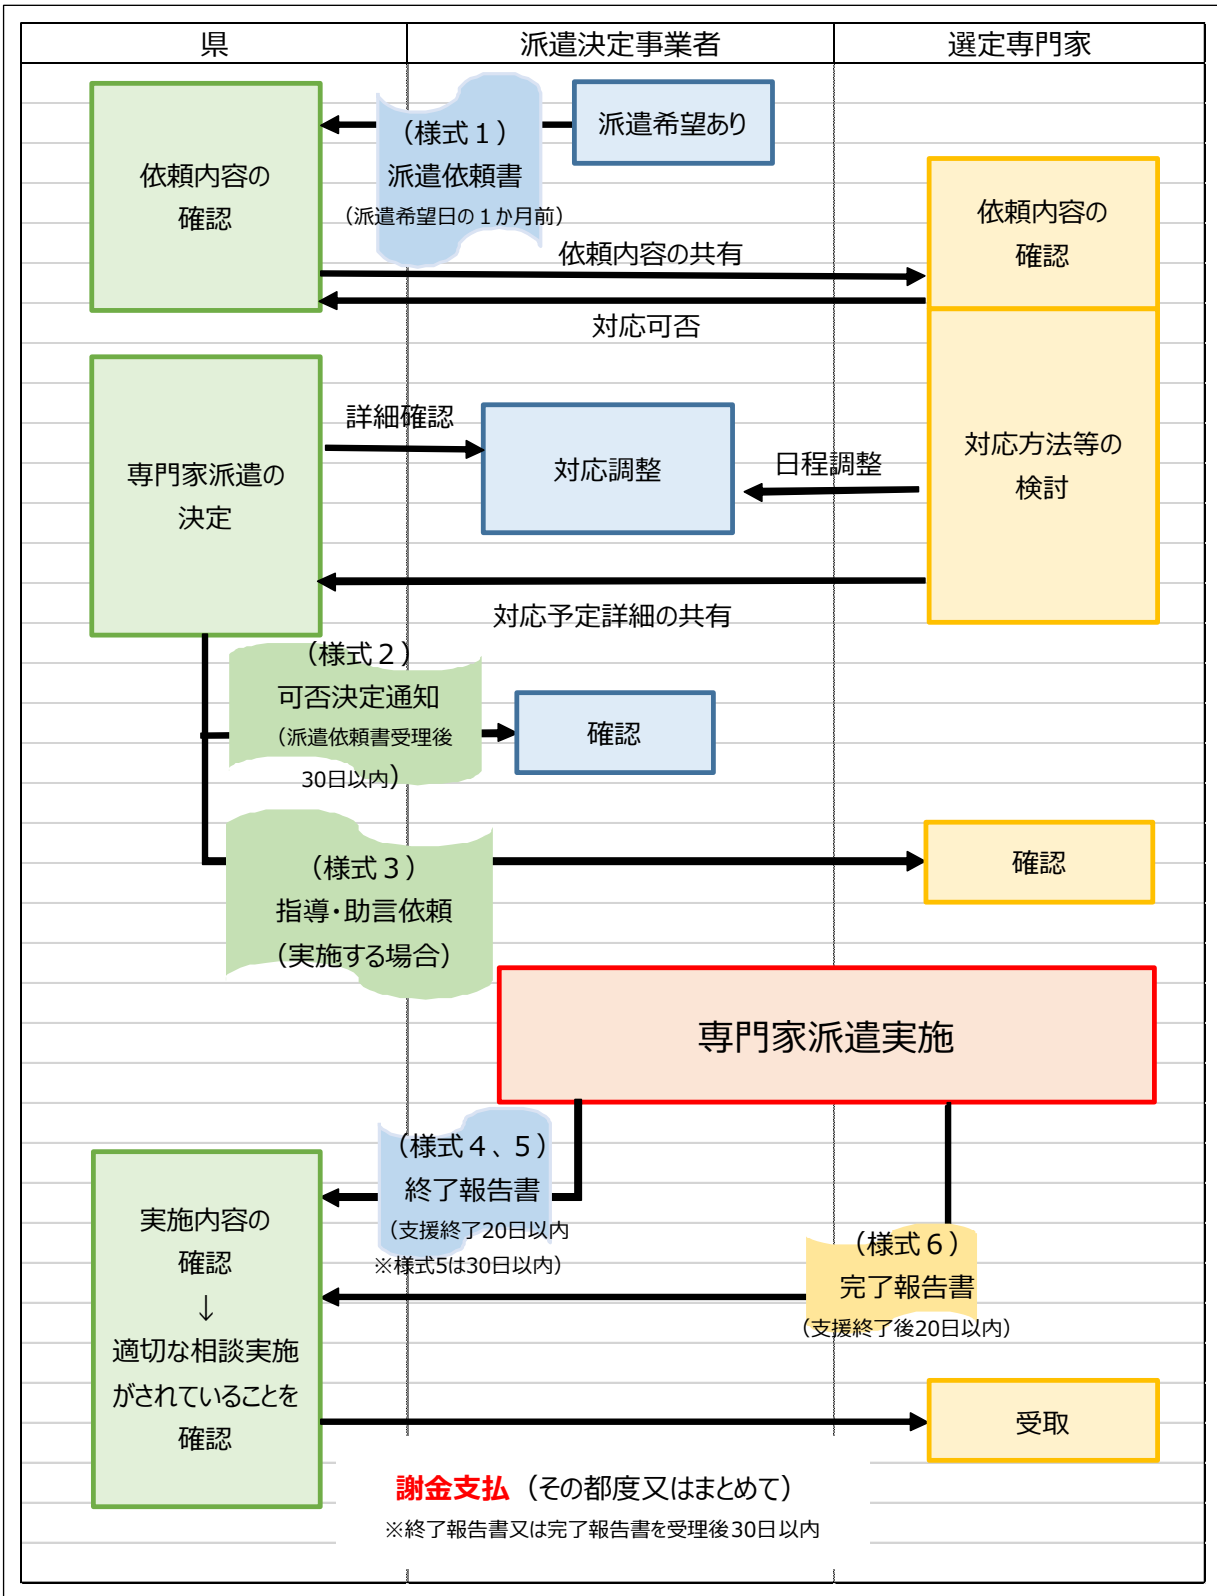 県
派遣決定事業者
選定専門家
派遣希望あり
（様式１）
派遣依頼書
（派遣希望日の１か月前）
依頼内容の
確認
依頼内容の
確認
依頼内容の共有
対応可否
専門家派遣の
決定
詳細確認
対応調整
日程調整
対応方法等の
検討
対応予定詳細の共有
（様式２）
可否決定通知
（派遣依頼書受理後
30日以内）
確認
（様式３）
指導・助言依頼
（実施する場合）
確認
専門家派遣実施
（様式４、５）
終了報告書
（支援終了20日以内
※様式5は30日以内）
（様式６）
完了報告書
（支援終了後20日以内）
実施内容の
確認
↓
適切な相談実施
がされていることを
確認
受取
謝金支払（その都度又はまとめて）
※終了報告書又は完了報告書を受理後30日以内